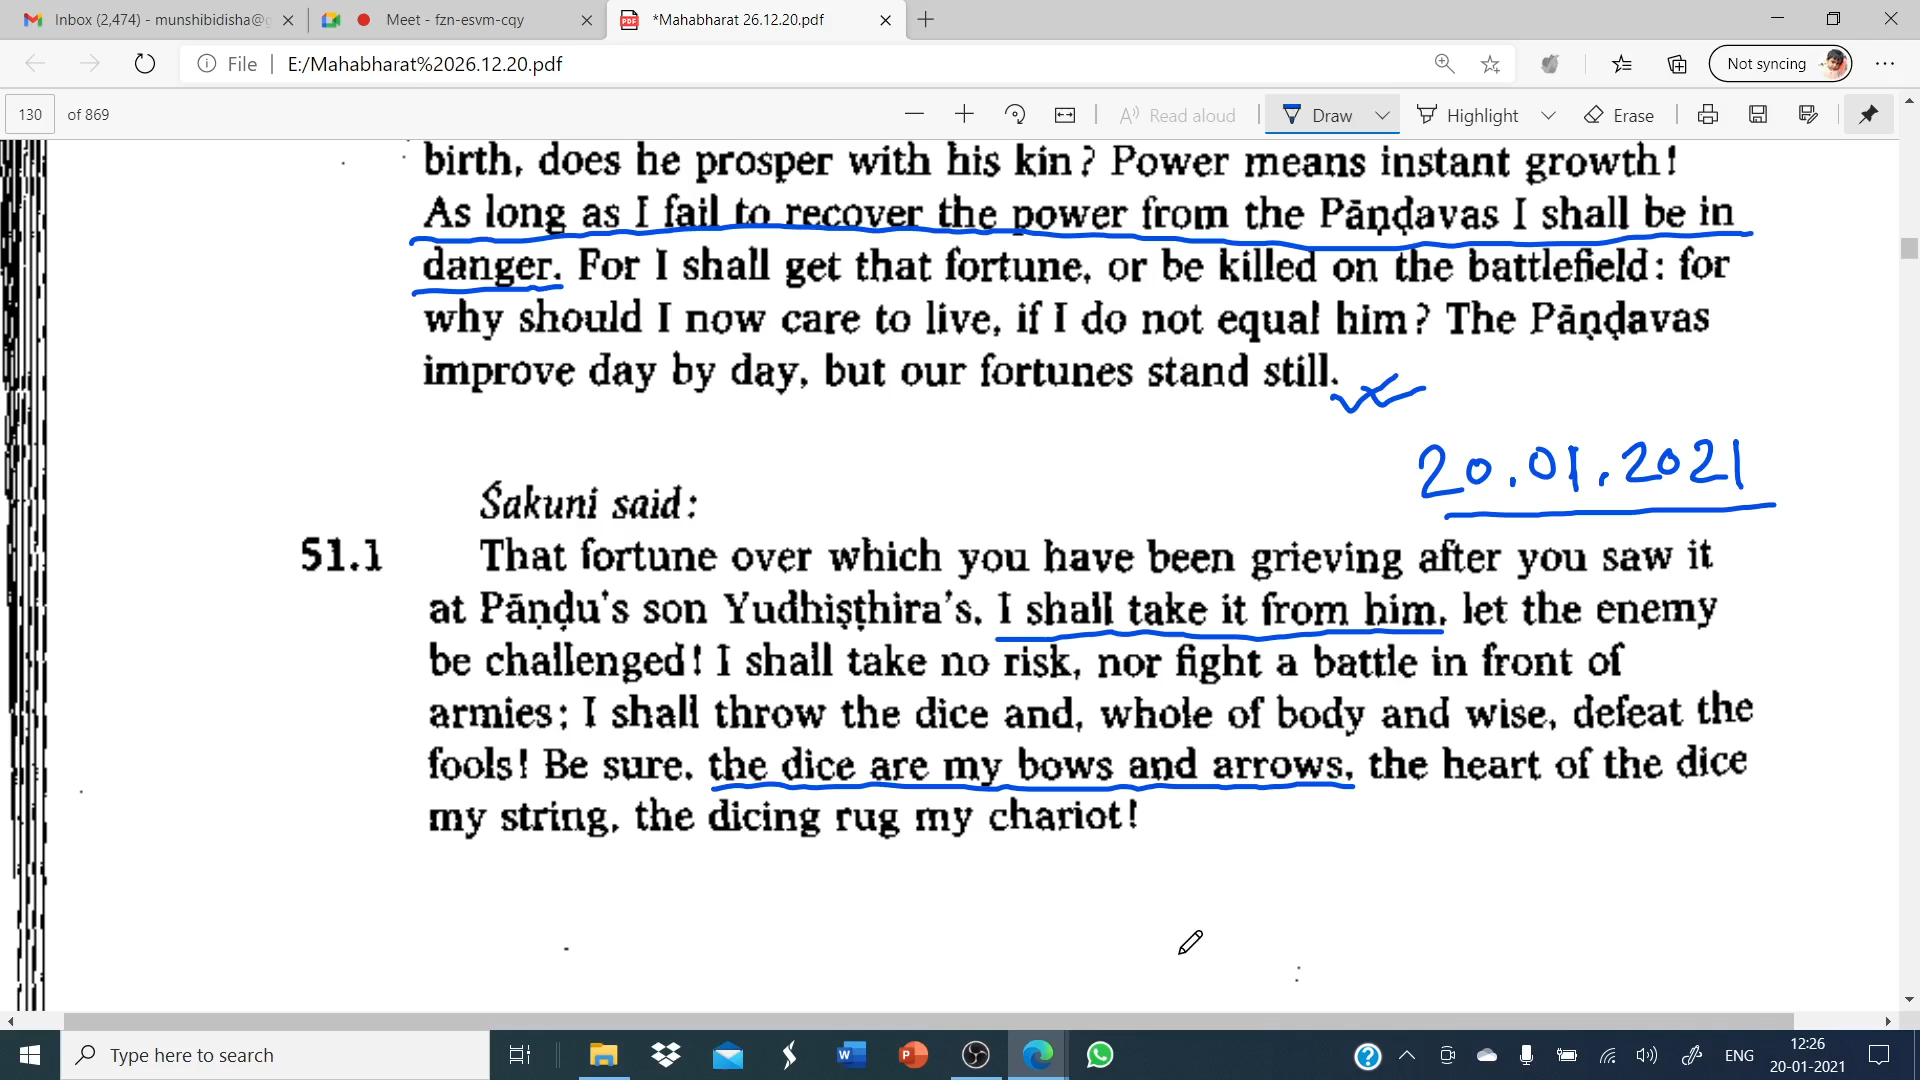 Inbox (2,474) - munshibidisha@g
Meet - fzn-esvm-cqy
*Mahabharat 26.12.20.pdf
File
E:/Mahabharat%2026.12.20.pdf
Not syncing
130 of 869
Read aloud
Draw
Highlight
Erase
birth, does he prosper with his kin? Power means instant growth!
As long as I fail to recover the power from the Pāṇḍavas I shall be in
danger. For I shall get that fortune, or be killed on the battlefield: for
why should I now care to live, if I do not equal him? The Pāṇḍavas
improve day by day, but our fortunes stand still.
20.01.2021
Śakuni said:
51.1 That fortune over which you have been grieving after you saw it
at Pāṇḍu's son Yudhiṣṭhira's, I shall take it from him, let the enemy
be challenged! I shall take no risk, nor fight a battle in front of
armies; I shall throw the dice and, whole of body and wise, defeat the
fools! Be sure, the dice are my bows and arrows, the heart of the dice
my string, the dicing rug my chariot!
Type here to search
ENG
12:26
20-01-2021